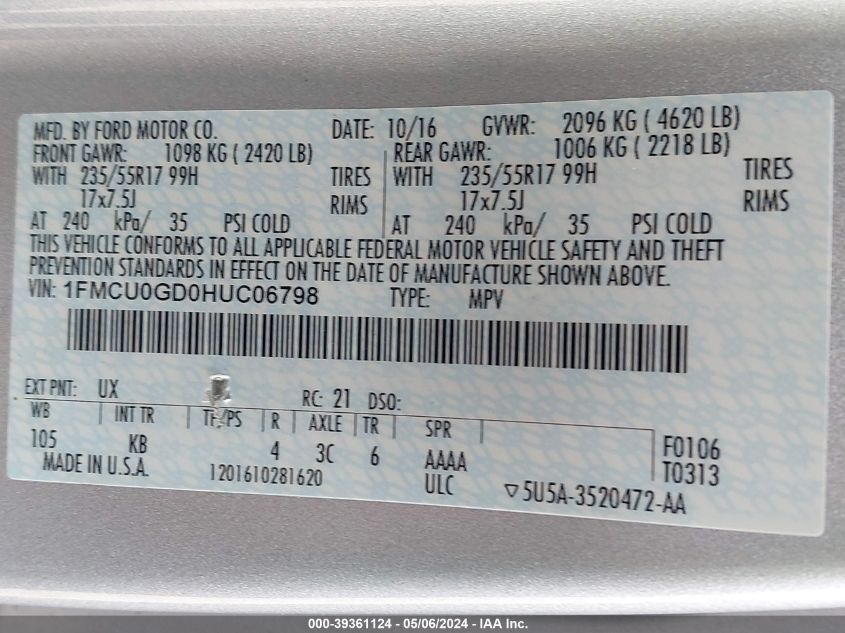 MFD. BY FORD MOTOR CO. DATE: 10/16 GVWR: 2096 KG ( 4620 LB)
FRONT GAWR: 1098 KG ( 2420 LB) REAR GAWR: 1006 KG ( 2218 LB)
WITH 235/55R17 99H TIRES WITH 235/55R17 99H TIRES
17x7.5J RIMS 17x7.5J RIMS
AT 240 kPa/ 35 PSI COLD AT 240 kPa/ 35 PSI COLD
THIS VEHICLE CONFORMS TO ALL APPLICABLE FEDERAL MOTOR VEHICLE SAFETY AND THEFT
PREVENTION STANDARDS IN EFFECT ON THE DATE OF MANUFACTURE SHOWN ABOVE.
VIN: 1FMCU0GD0HUC06798 TYPE: MPV
EXT PNT: UX RC: 21 DSO:
WB INT TR TP/PS R AXLE TR SPR
105 KB 4 3C 6 AAAA F0106
MADE IN U.S.A. 1201610281620 ULC T0313
5U5A-3520472-AA
000-39361124 - 05/06/2024 - IAA Inc.